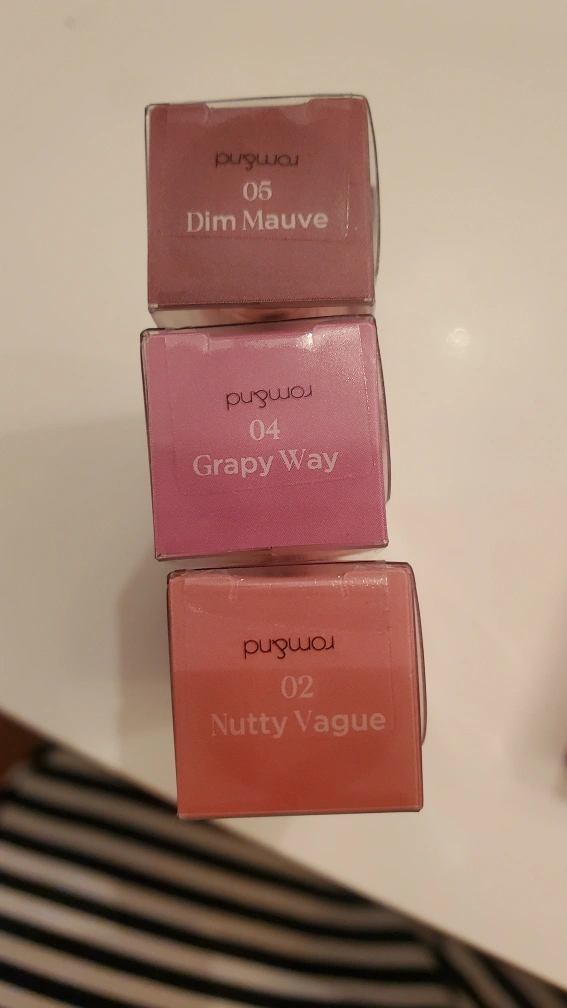 rom&nd
05
Dim Mauve
rom&nd
04
Grapy Way
rom&nd
02
Nutty Vague